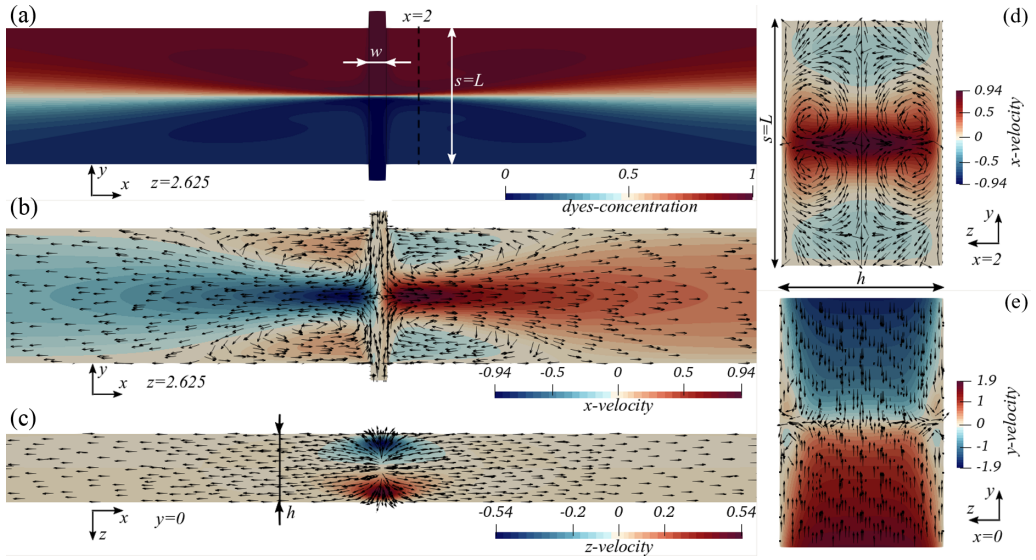 (a)
x=2
w
s=L
y
x
z=2.625
0
0.5
1
dyes-concentration
(b)
y
x
z=2.625
-0.94
-0.5
0
0.5
0.94
x-velocity
(c)
h
x
z
y=0
-0.54
-0.2
0
0.2
0.54
z-velocity
(d)
s=L
0.94
0.5
0
-0.5
-0.94
x-velocity
y
z
x=2
h
(e)
1.9
1
0
-1
-1.9
y-velocity
y
z
x=0